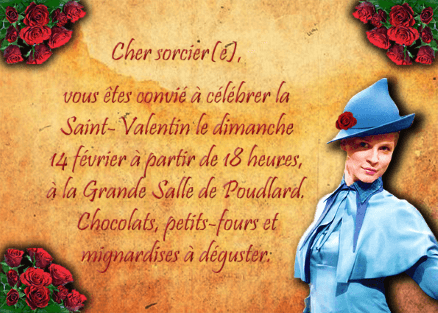 Cher sorcier(é),
vous êtes convié à célébrer la
Saint-Valentin le dimanche
14 février à partir de 18 heures,
à la Grande Salle de Poudlard.
Chocolats, petits-fours et
mignardises à déguster.